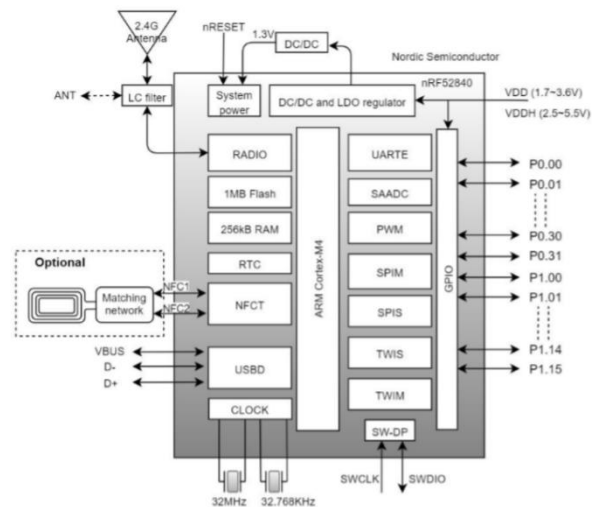 2.4G
Antenna
nRESET
1.3V
DC/DC
Nordic Semiconductor
nRF52840
ANT
LC filter
System
power
DC/DC and LDO regulator
VDD (1.7~3.6V)
VDDH (2.5~5.5V)
RADIO
1MB Flash
256kB RAM
RTC
NFCT
USBD
CLOCK
ARM Cortex-M4
UARTE
SAADC
PWM
SPIM
SPIS
TWIS
TWIM
SW-DP
GPIO
P0.00
P0.01
P0.30
P0.31
P1.00
P1.01
P1.14
P1.15
Optional
Matching
network
NFC1
NFC2
VBUS
D-
D+
32MHz
32.768KHz
SWCLK
SWDIO